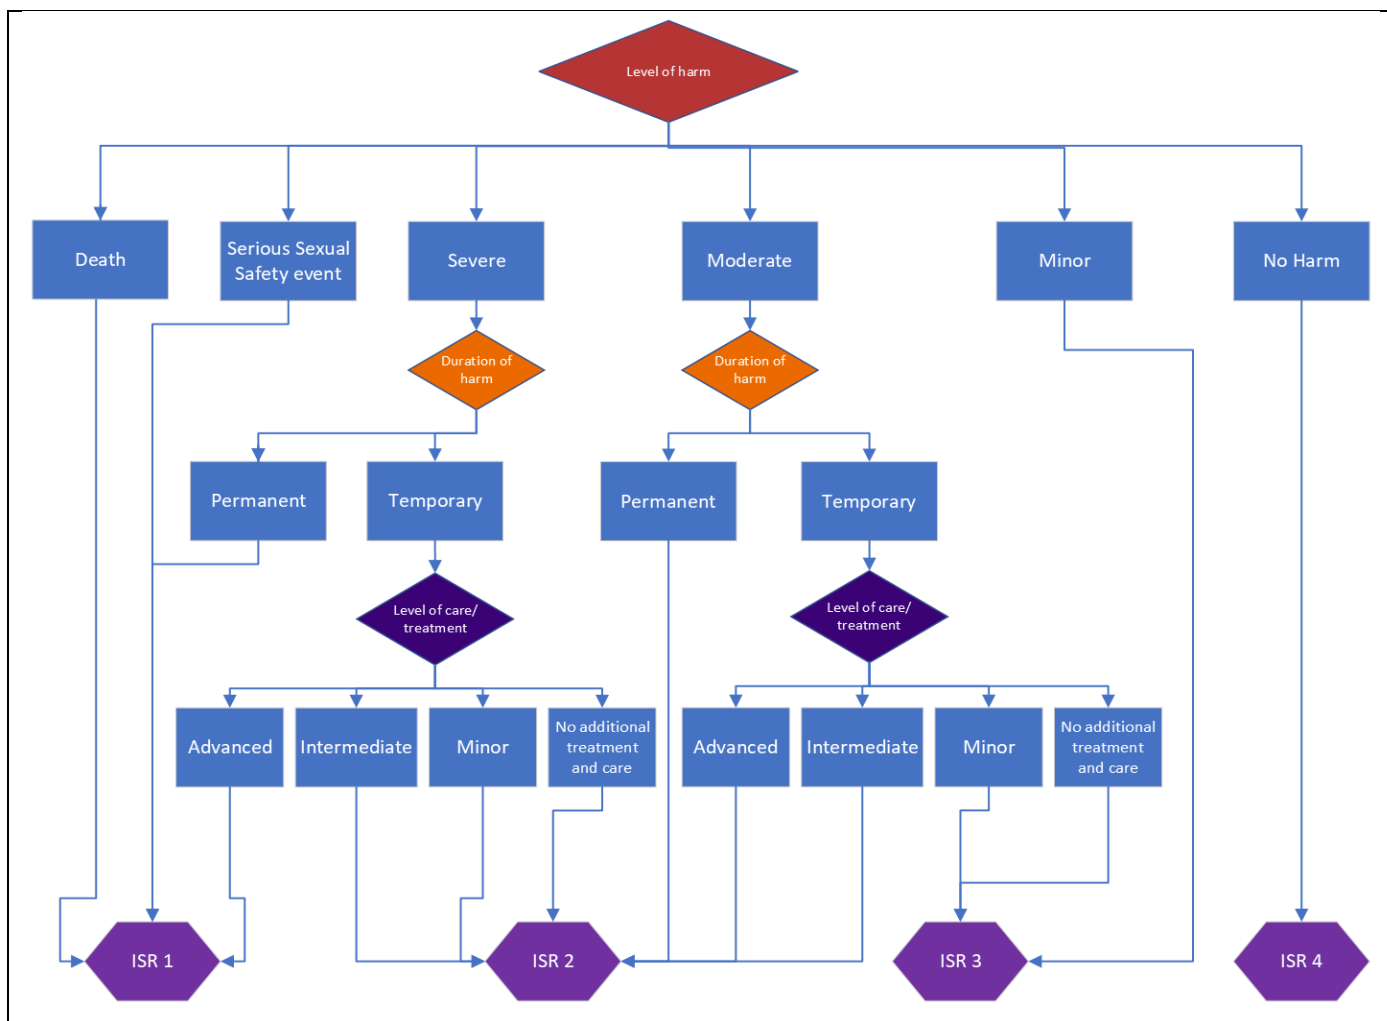 Level of harm
Death
Serious Sexual
Safety event
Severe
Moderate
Minor
No Harm
Duration of
harm
Duration of
harm
Permanent
Temporary
Permanent
Temporary
Level of care/
treatment
Level of care/
treatment
Advanced
Intermediate
Minor
No additional
treatment
and care
Advanced
Intermediate
Minor
No additional
treatment
and care
ISR 1
ISR 2
ISR 3
ISR 4